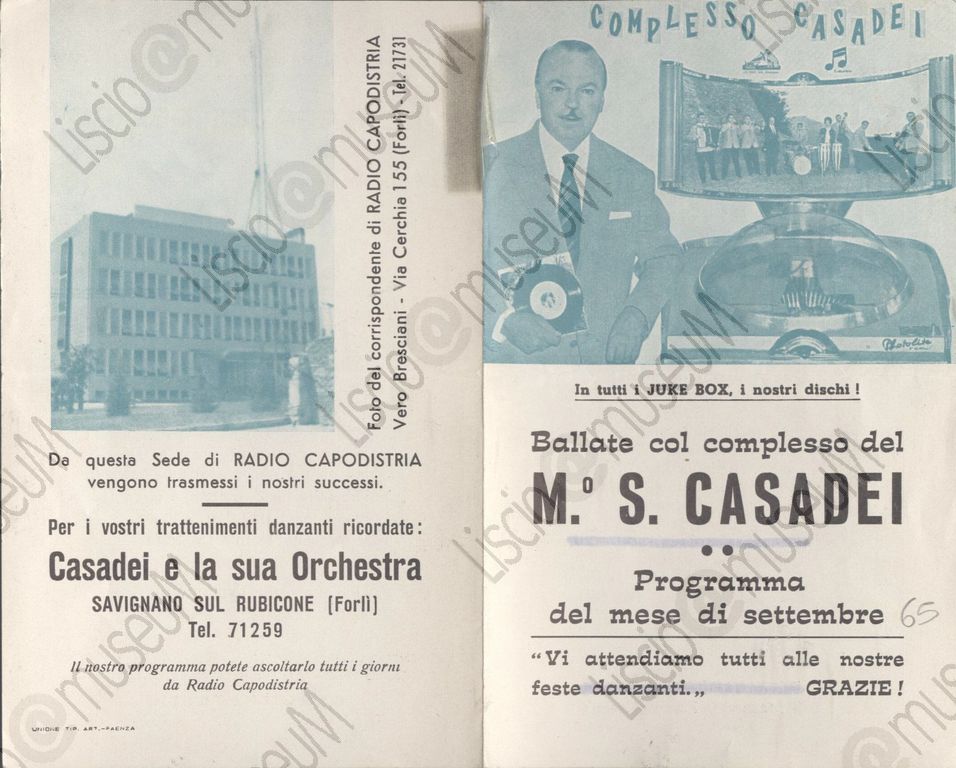 Foto del corrispondente di RADIO CAPODISTRIA
Vero Bresciani - Via Cerchia 155 (Forlì) - Tel. 21731
Da questa Sede di RADIO CAPODISTRIA
vengono trasmessi i nostri successi.
Per i vostri trattenimenti danzanti ricordate:
Casadei e la sua Orchestra
SAVIGNANO SUL RUBICONE (Forlì)
Tel. 71259
Il nostro programma potete ascoltarlo tutti i giorni
da Radio Capodistria
UNIONE TIP. ART.-FAENZA
COMPLESSO CASADEI
In tutti i JUKE BOX, i nostri dischi !
Ballate col complesso del
M.º S. CASADEI
Programma
del mese di settembre 65
“Vi attendiamo tutti alle nostre
feste danzanti.„ GRAZIE !
Liscio@museuM